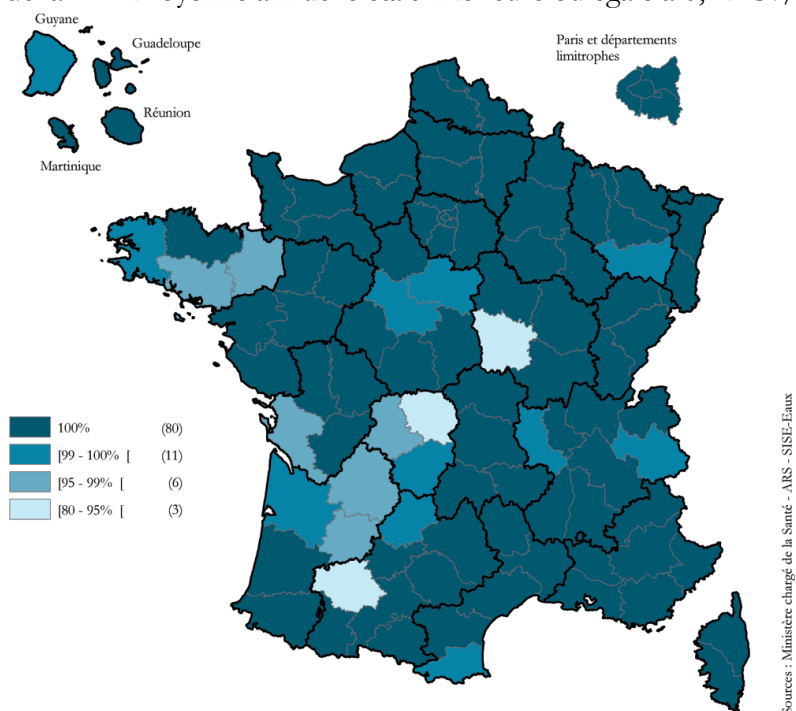 Guyane
Guadeloupe
Réunion
Martinique
Paris et départements
limitrophes
100% (80)
[99 - 100% [ (11)
[95 - 99% [ (6)
[80 - 95% [ (3)
Sources : Ministère chargé de la Santé - ARS - SISE-Eaux